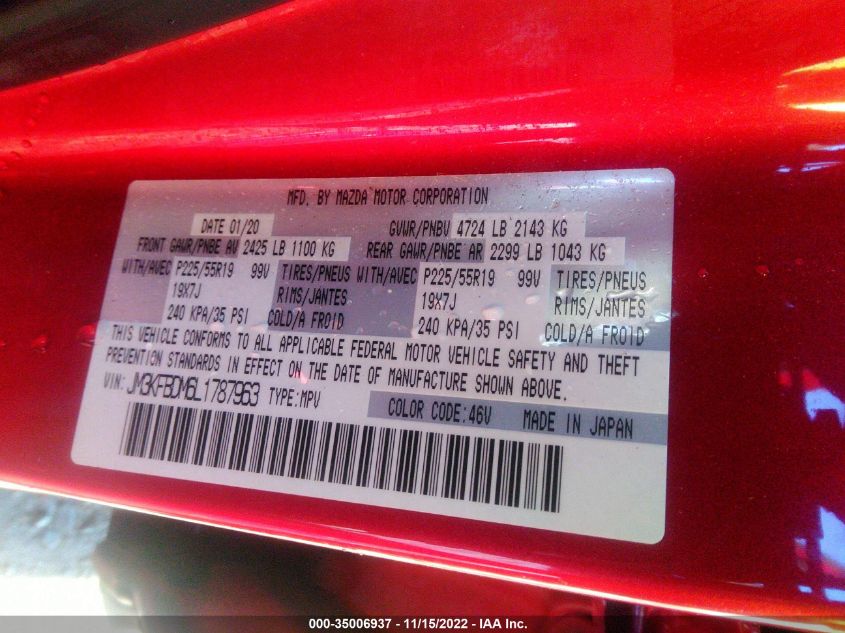 MFD. BY MAZDA MOTOR CORPORATION
DATE 01/20 GVWR/PNBV 4724 LB 2143 KG
FRONT GAWR/PNBE AV 2425 LB 1100 KG REAR GAWR/PNBE AR 2299 LB 1043 KG
WITH/AVEC P225/55R19 99V TIRES/PNEUS WITH/AVEC P225/55R19 99V TIRES/PNEUS
19X7J RIMS/JANTES 19X7J RIMS/JANTES
240 KPA/35 PSI COLD/A FROID 240 KPA/35 PSI COLD/A FROID
THIS VEHICLE CONFORMS TO ALL APPLICABLE FEDERAL MOTOR VEHICLE SAFETY AND THEFT
PREVENTION STANDARDS IN EFFECT ON THE DATE OF MANUFACTURE SHOWN ABOVE.
VIN: JM3KFBDM6L1787963 TYPE:MPV
COLOR CODE:46V MADE IN JAPAN
000-35006937 - 11/15/2022 - IAA Inc.